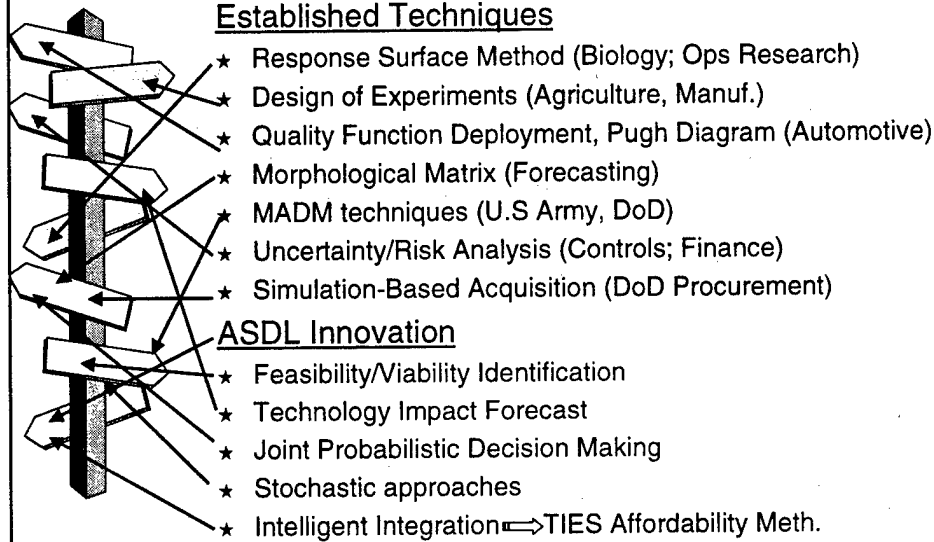 Established Techniques
★ Response Surface Method (Biology; Ops Research)
★ Design of Experiments (Agriculture, Manuf.)
★ Quality Function Deployment, Pugh Diagram (Automotive)
★ Morphological Matrix (Forecasting)
★ MADM techniques (U.S Army, DoD)
★ Uncertainty/Risk Analysis (Controls; Finance)
★ Simulation-Based Acquisition (DoD Procurement)
ASDL Innovation
★ Feasibility/Viability Identification
★ Technology Impact Forecast
★ Joint Probabilistic Decision Making
★ Stochastic approaches
★ Intelligent Integration⇨TIES Affordability Meth.